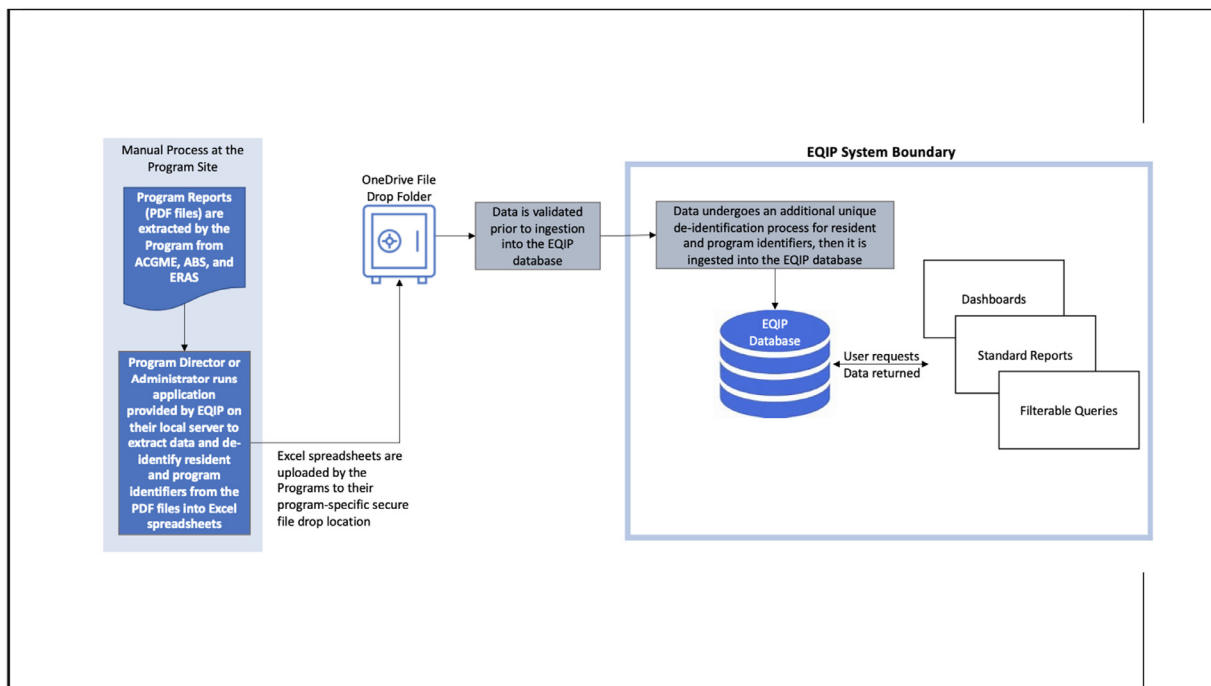 Manual Process at the
Program Site
Program Reports
(PDF files) are
extracted by the
Program from
ACGME, ABS, and
ERAS
Program Director or
Administrator runs
application
provided by EQIP on
their local server to
extract data and de-
identify resident
and program
identifiers from the
PDF files into Excel
spreadsheets
Excel spreadsheets are
uploaded by the
Programs to their
program-specific secure
file drop location
OneDrive File
Drop Folder
Data is validated
prior to ingestion
into the EQIP
database
EQIP System Boundary
Data undergoes an additional unique
de-identification process for resident
and program identifiers, then it is
ingested into the EQIP database
EQIP
Database
User requests
Data returned
Dashboards
Standard Reports
Filterable Queries